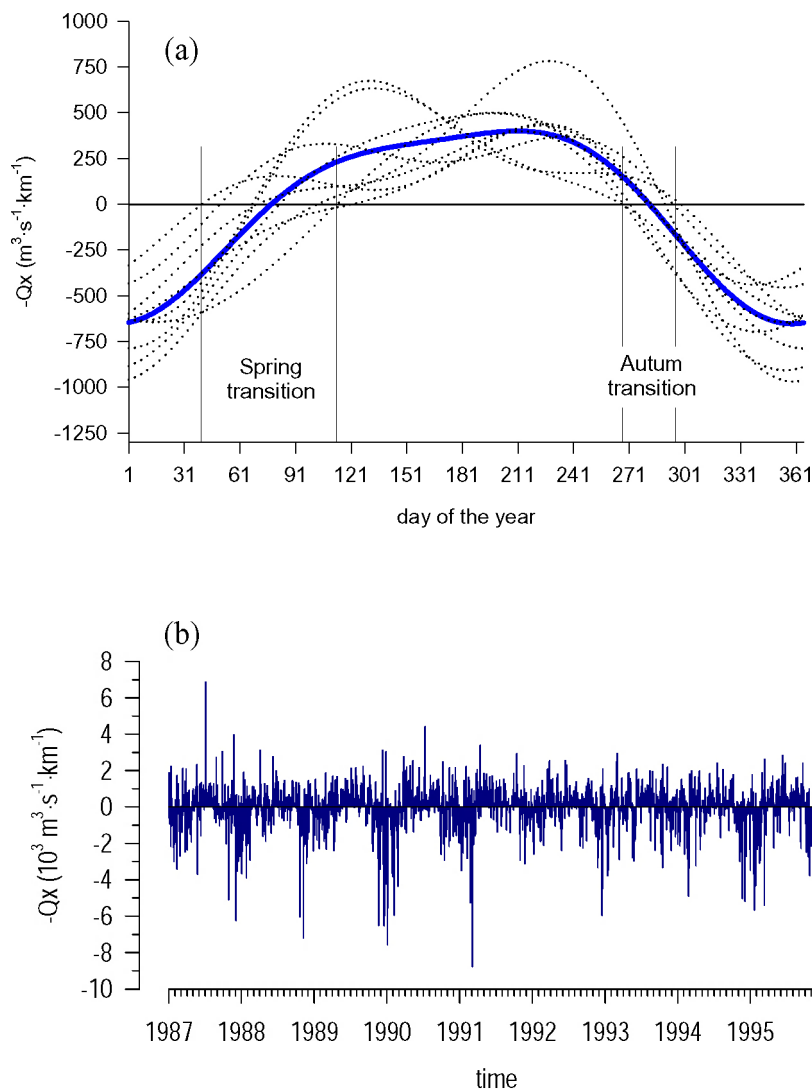 (a)
1000
750
500
250
0
-250
-500
-750
-1000
-1250
-Qx (m³·s⁻¹·km⁻¹)
Spring
transition
Autum
transition
1 31 61 91 121 151 181 211 241 271 301 331 361
day of the year
(b)
8
6
4
2
0
-2
-4
-6
-8
-10
-Qx (10³ m³·s⁻¹·km⁻¹)
1987 1988 1989 1990 1991 1992 1993 1994 1995
time